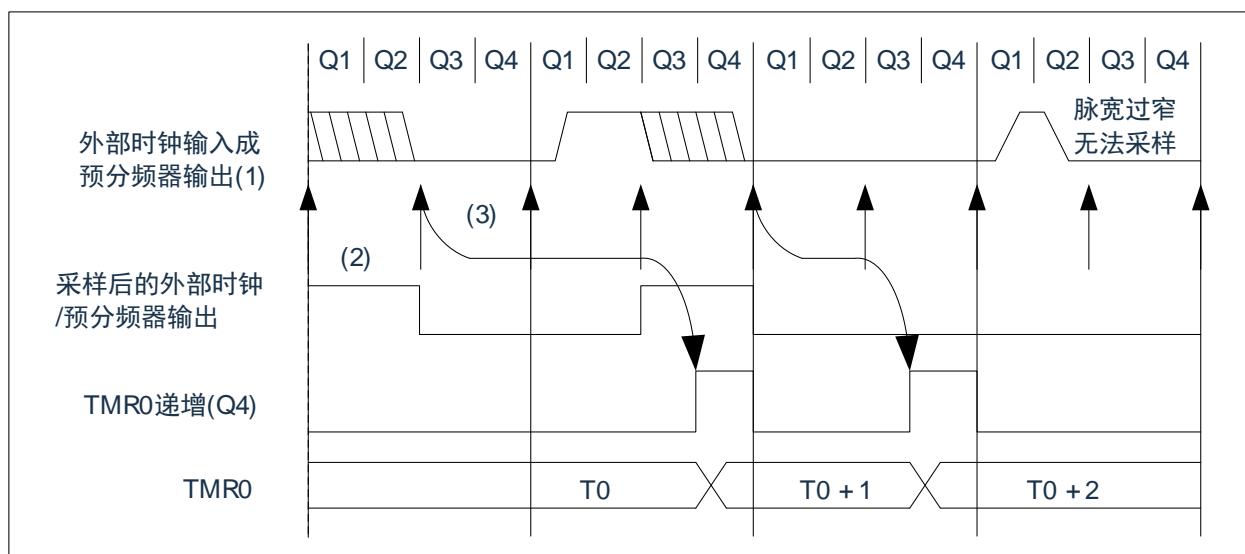 Q1 Q2 Q3 Q4 Q1 Q2 Q3 Q4 Q1 Q2 Q3 Q4 Q1 Q2 Q3 Q4
外部时钟输入成
预分频器输出(1)
脉宽过窄
无法采样
(3)
(2)
采样后的外部时钟
/预分频器输出
TMR0递增(Q4)
TMR0
T0
T0 + 1
T0 + 2